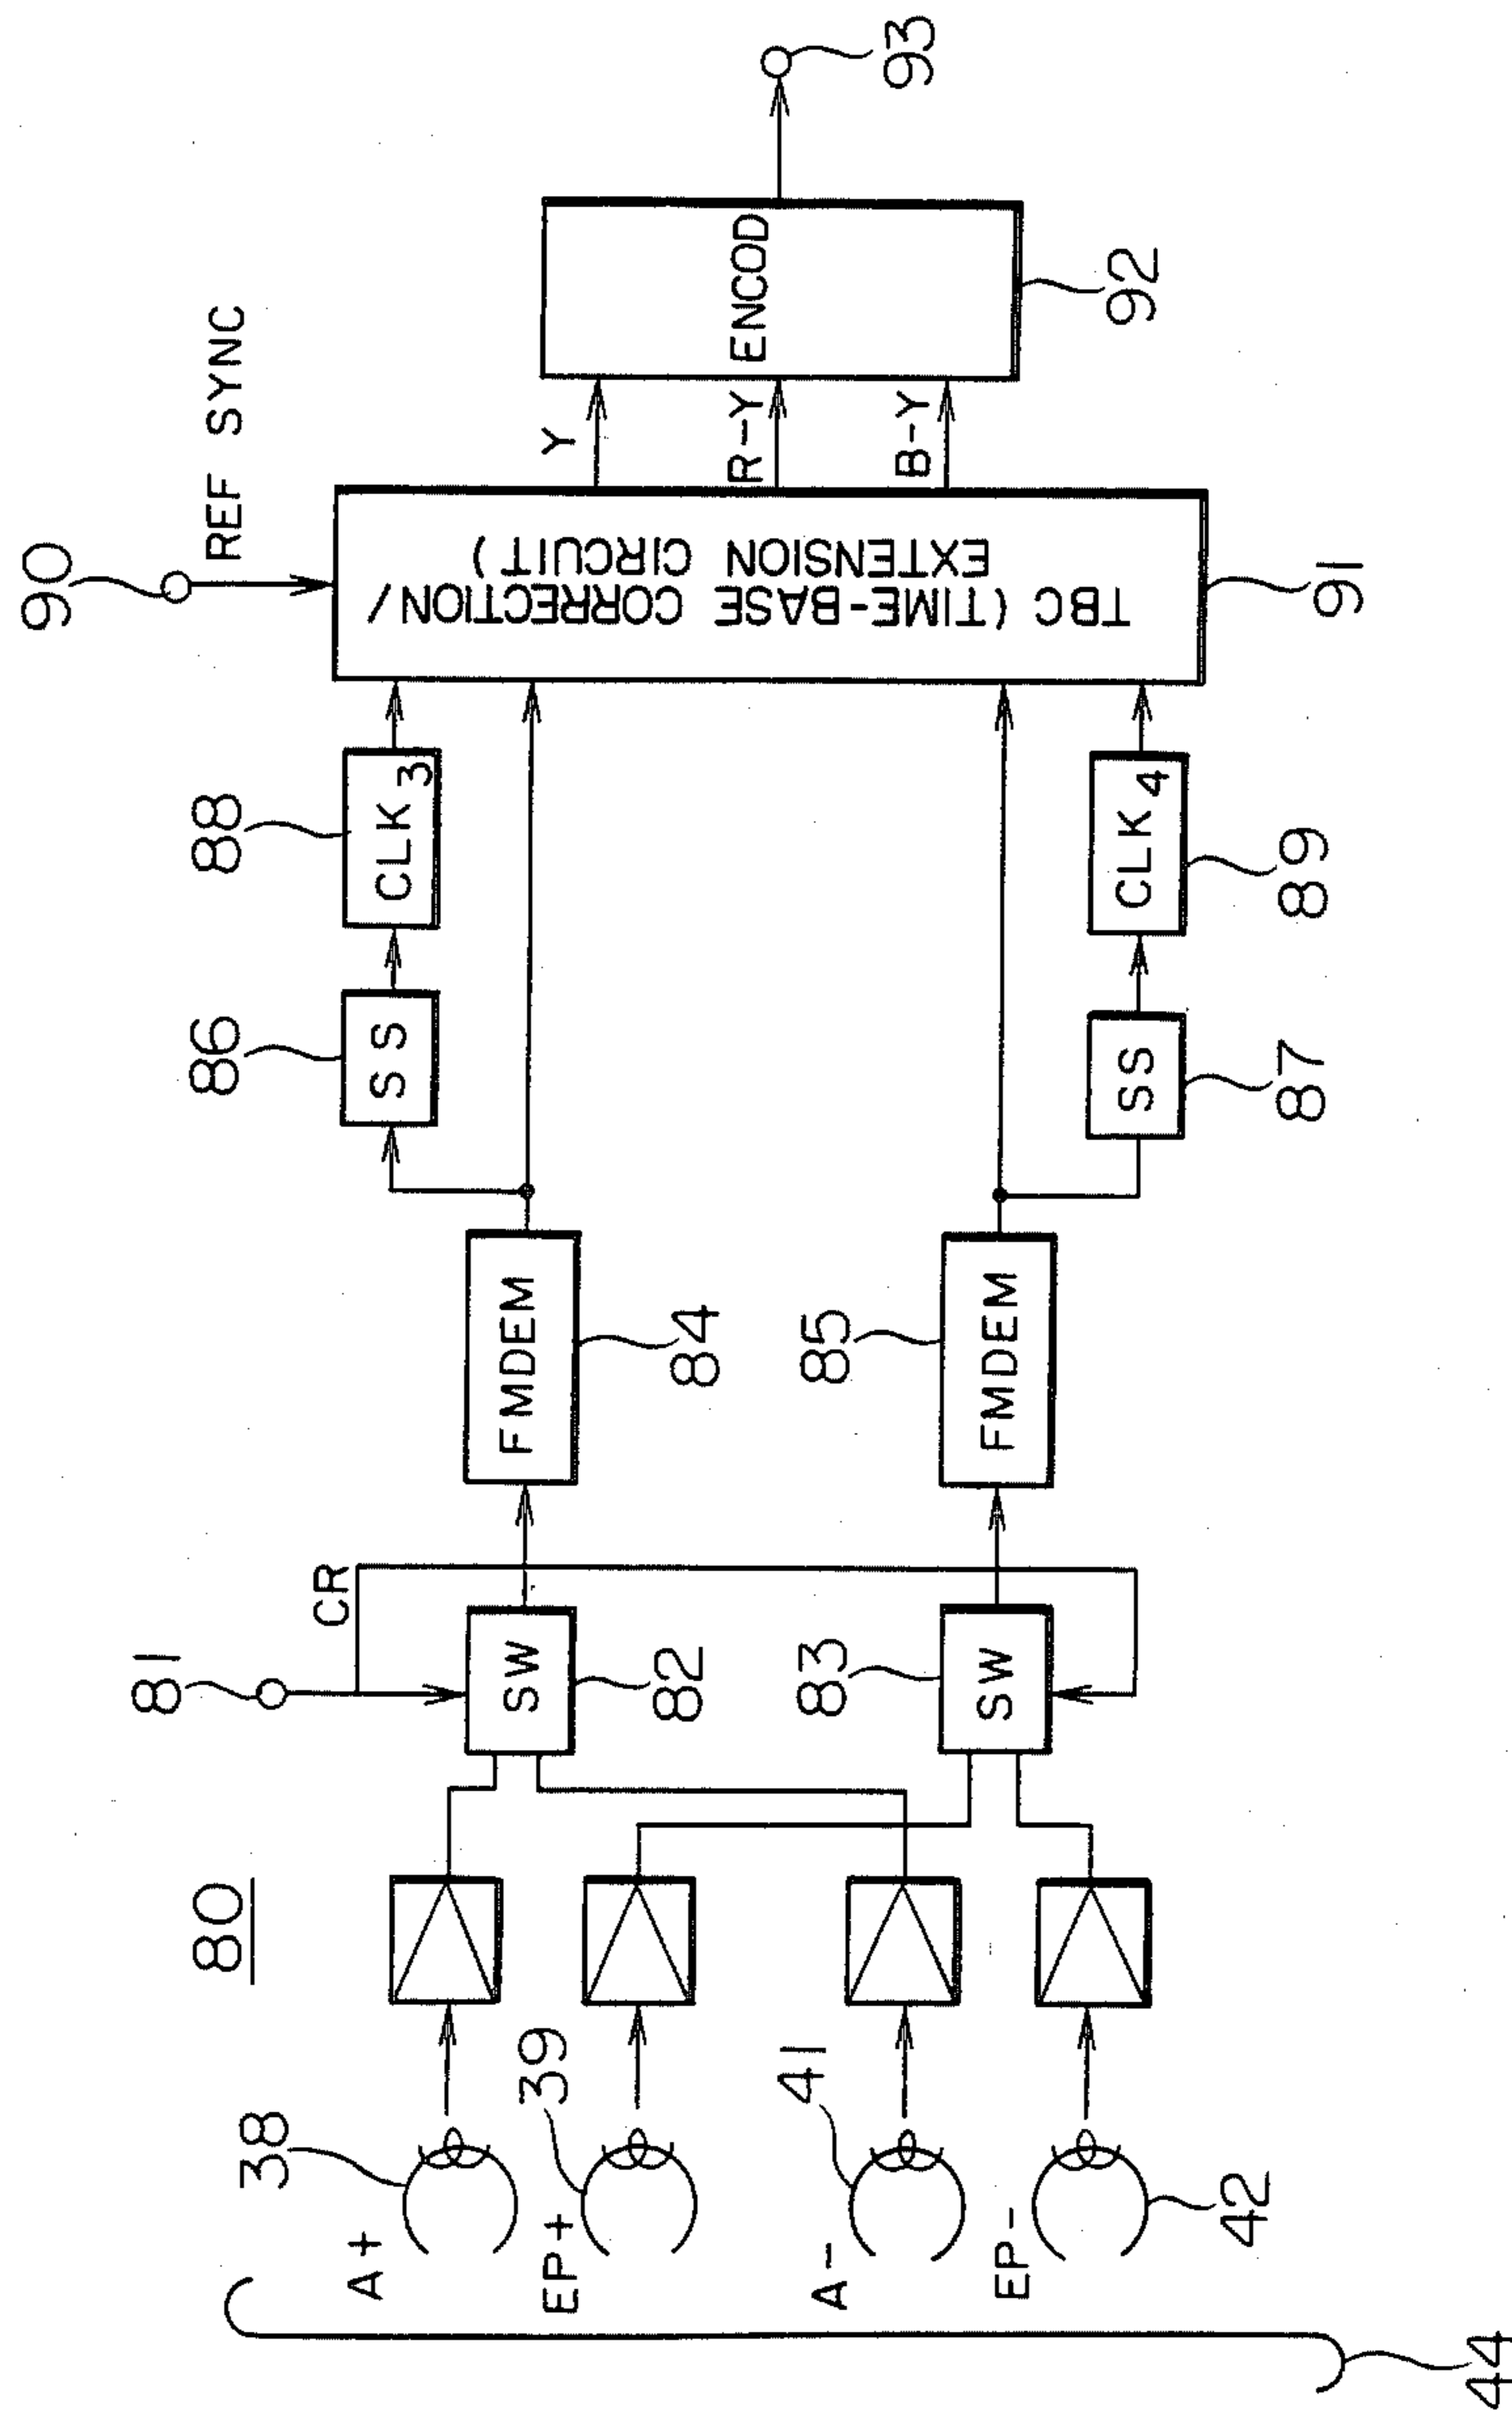 80
44
A+
38
EP+
39
A-
41
EP-
42
81
CR
SW
82
SW
83
FMDEM
84
FMDEM
85
SS
86
SS
87
CLK3
88
CLK4
89
90
REF SYNC
TBC (TIME-BASE CORRECTION/
EXTENSION CIRCUIT)
91
Y
R-Y
B-Y
ENCOD
92
93